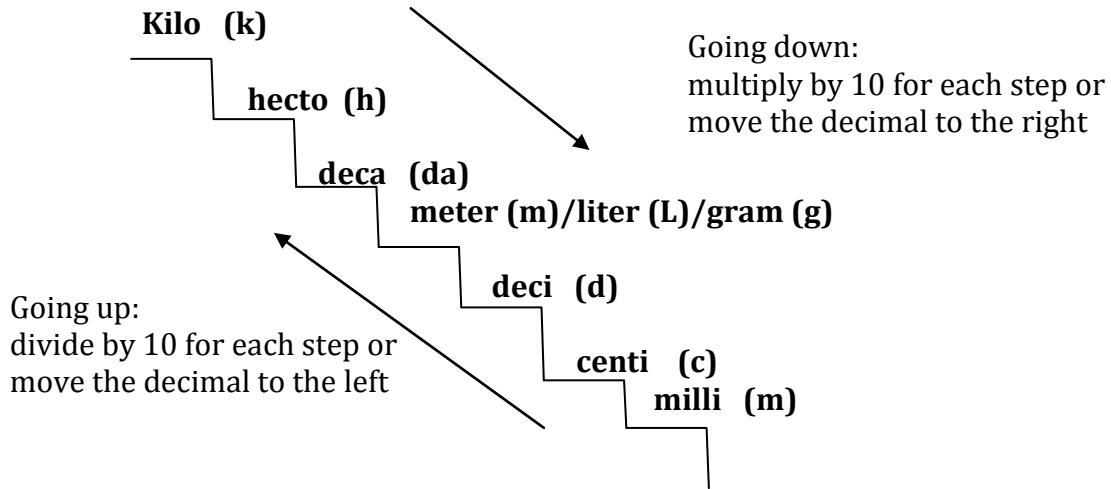 Kilo (k)
Going down:
multiply by 10 for each step or
move the decimal to the right
hecto (h)
deca (da)
meter (m)/liter (L)/gram (g)
deci (d)
Going up:
divide by 10 for each step or
move the decimal to the left
centi (c)
milli (m)